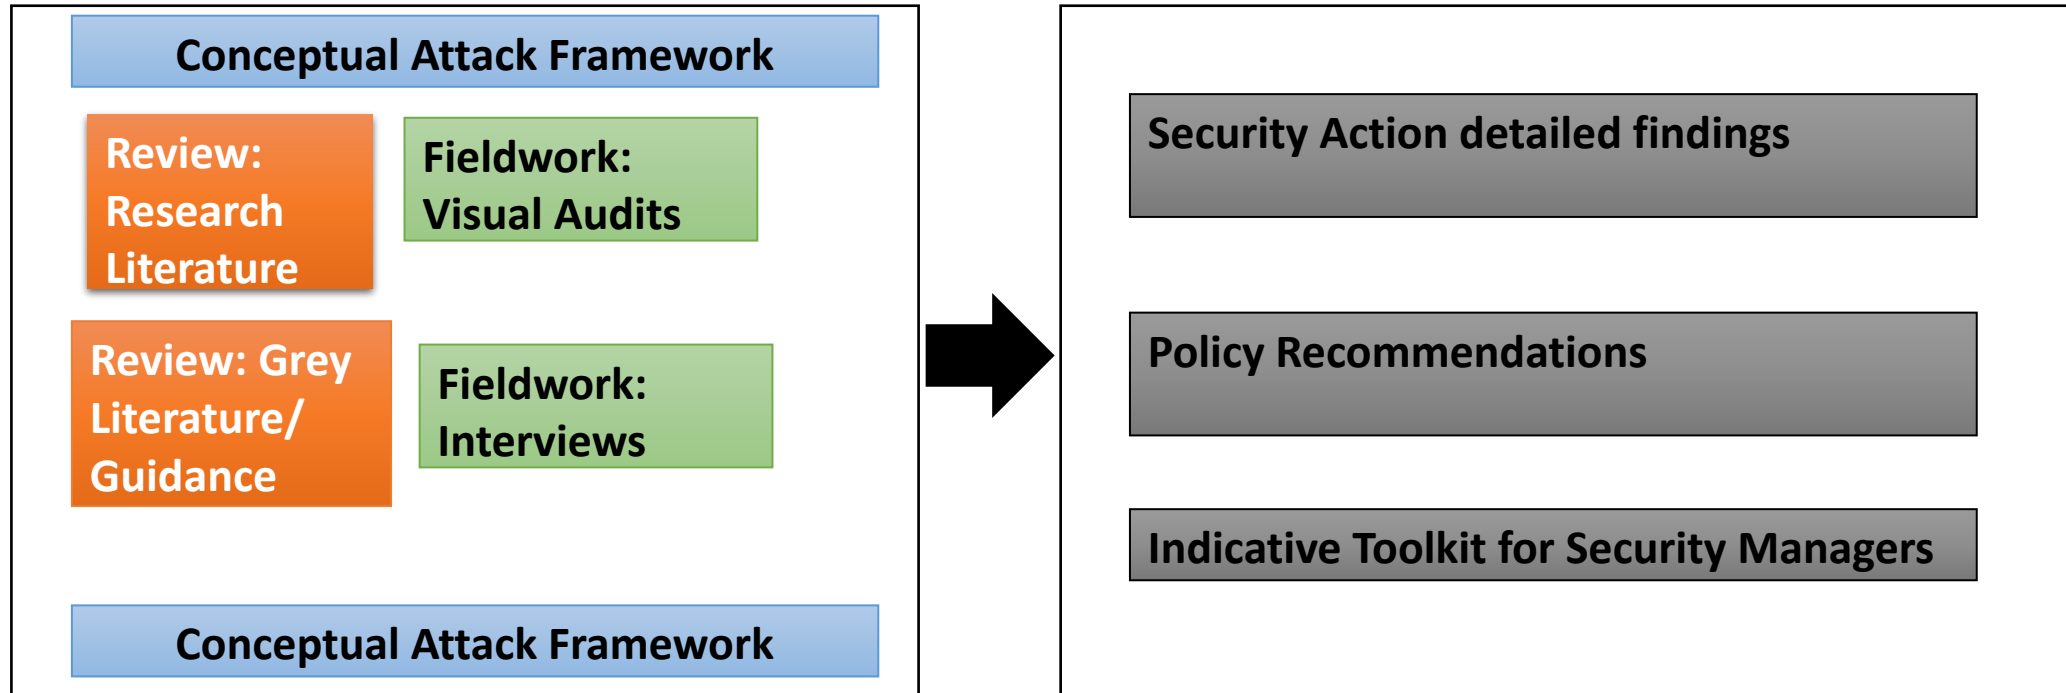 Conceptual Attack Framework
Review:
Research
Literature
Fieldwork:
Visual Audits
Review: Grey
Literature/
Guidance
Fieldwork:
Interviews
Conceptual Attack Framework
Security Action detailed findings
Policy Recommendations
Indicative Toolkit for Security Managers